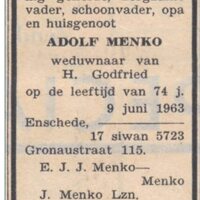 vader, schoonvader, opa
en huisgenoot
ADOLF MENKO
weduwnaar van
H. Godfried
op de leeftijd van 74 j.
9 juni 1963
Enschede,
17 siwan 5723
Gronaustraat 115.
E. J. J. Menko—
Menko
J. Menko Lzn,